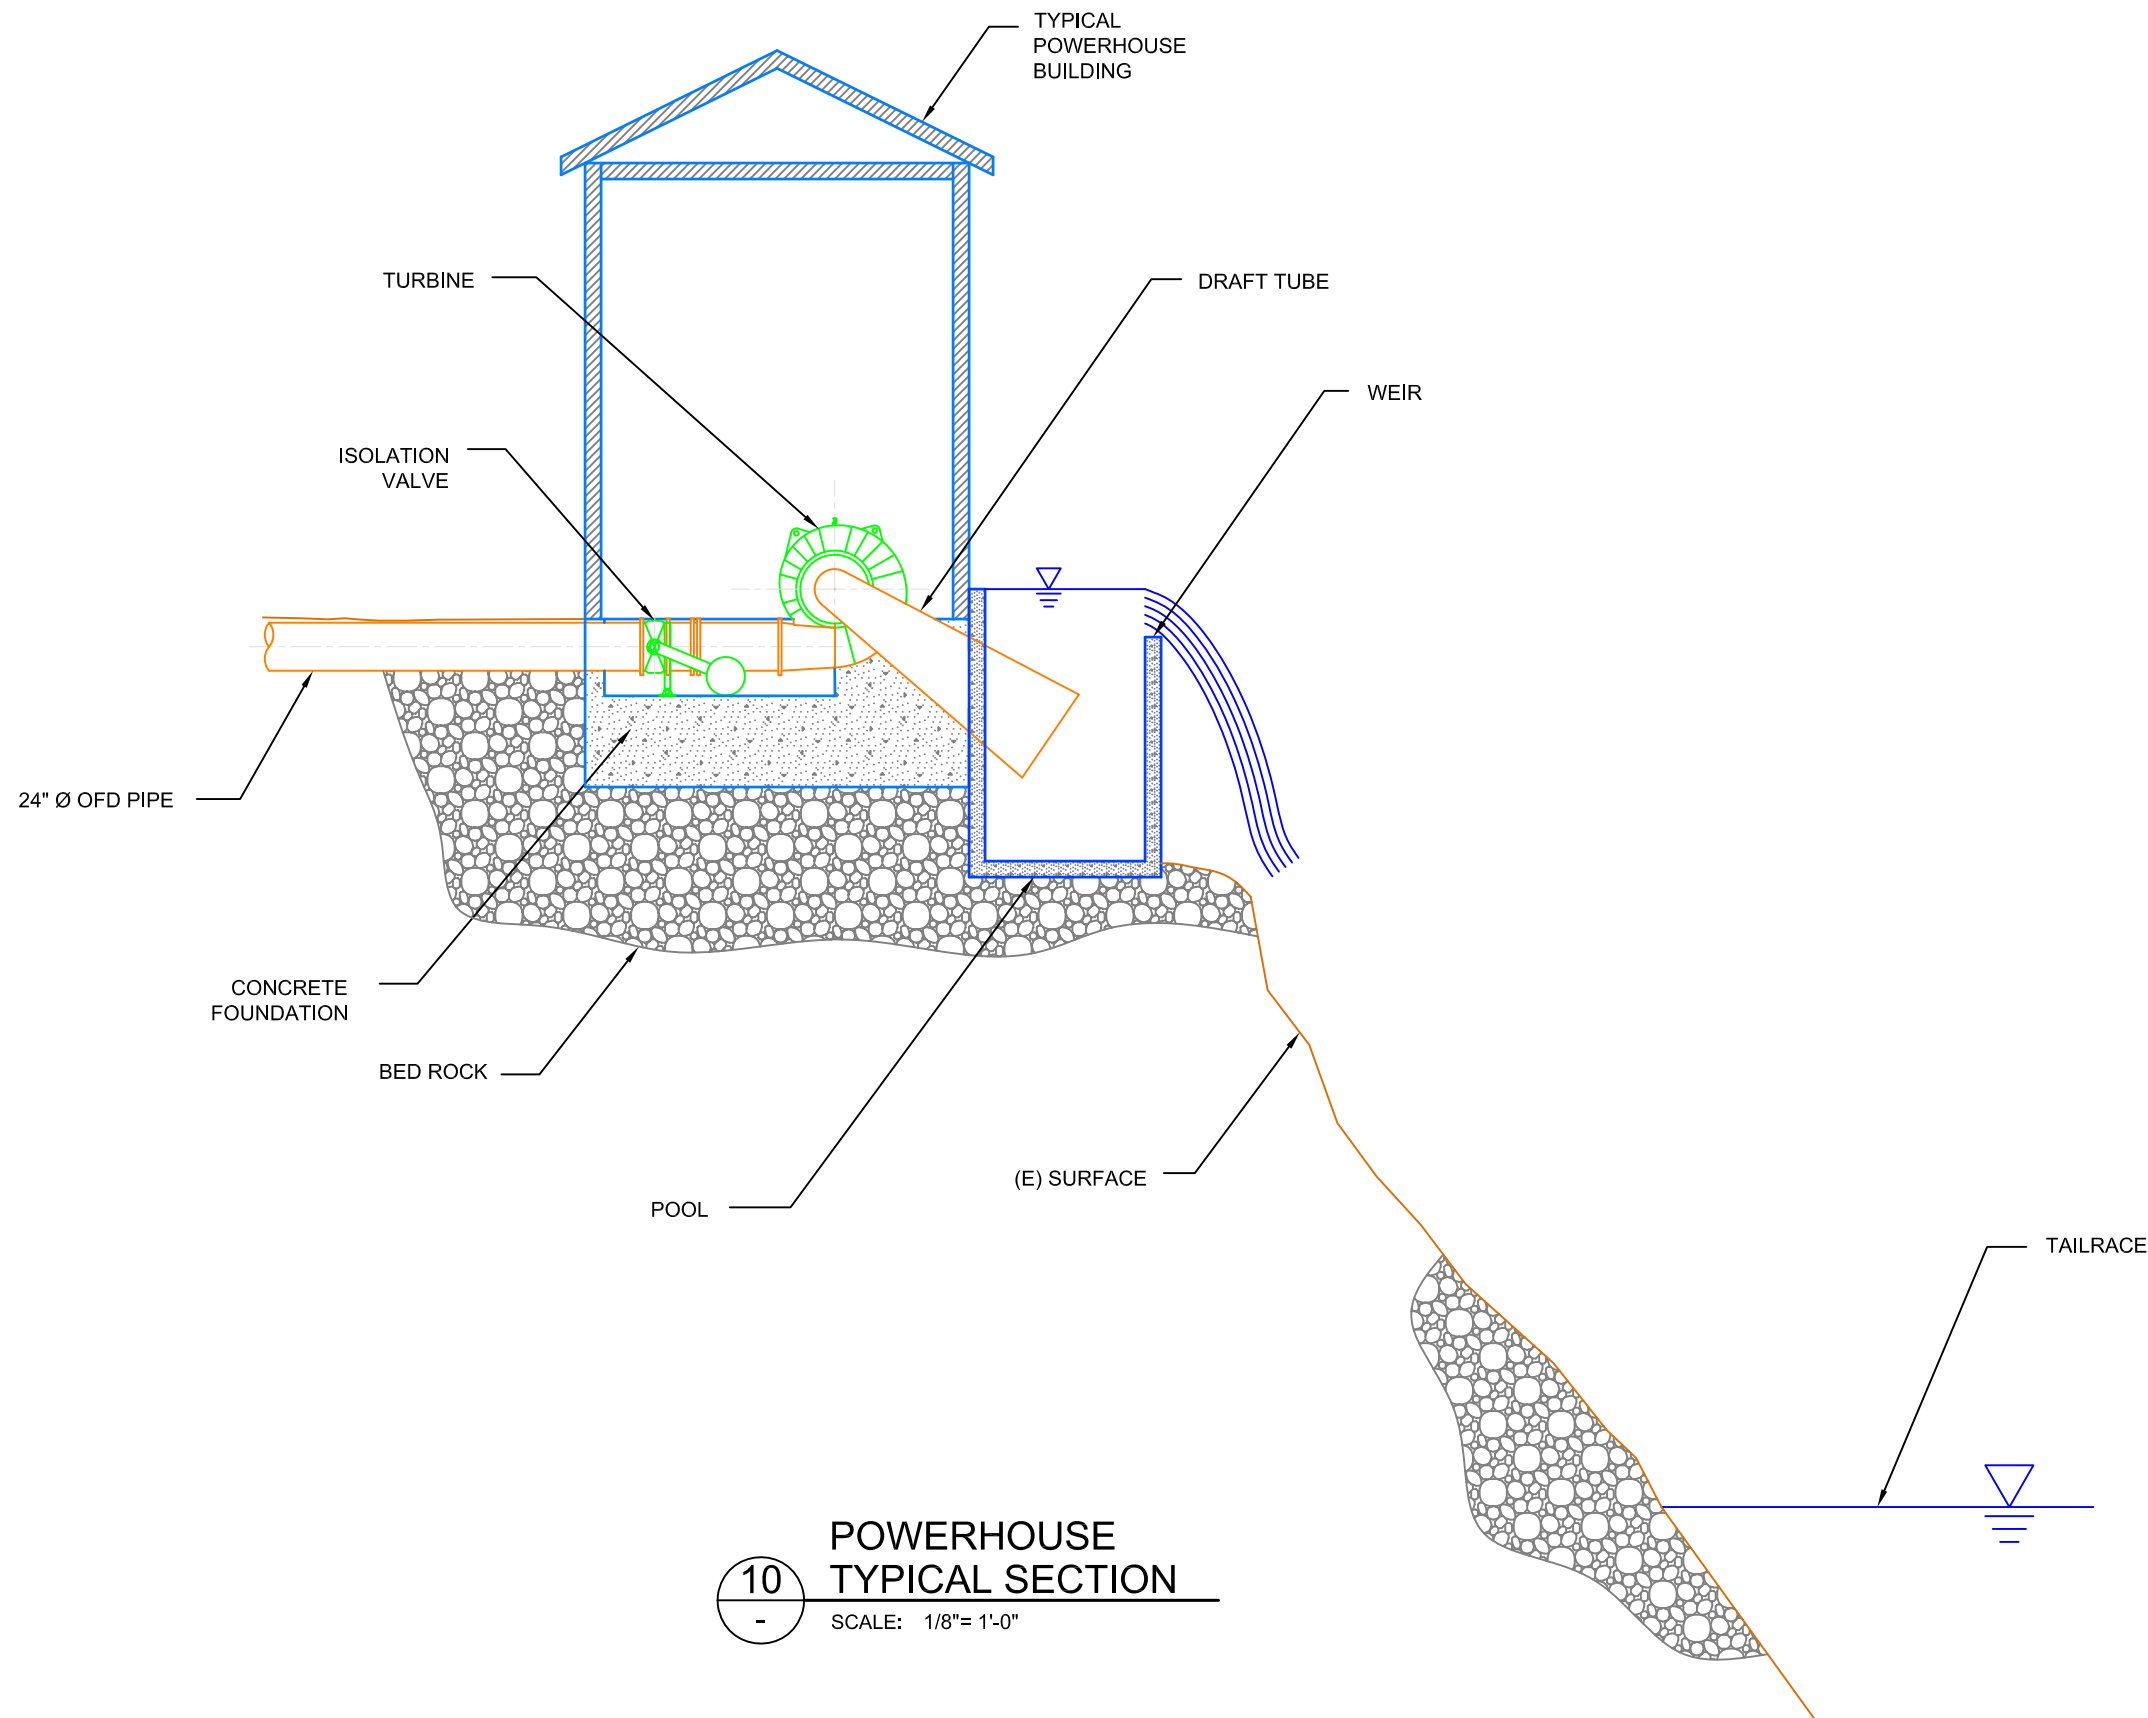 TYPICAL
POWERHOUSE
BUILDING
TURBINE
DRAFT TUBE
WEIR
ISOLATION
VALVE
24" Ø OFD PIPE
CONCRETE
FOUNDATION
BED ROCK
(E) SURFACE
POOL
TAILRACE
POWERHOUSE
TYPICAL SECTION
10
-
SCALE: 1/8"= 1'-0"